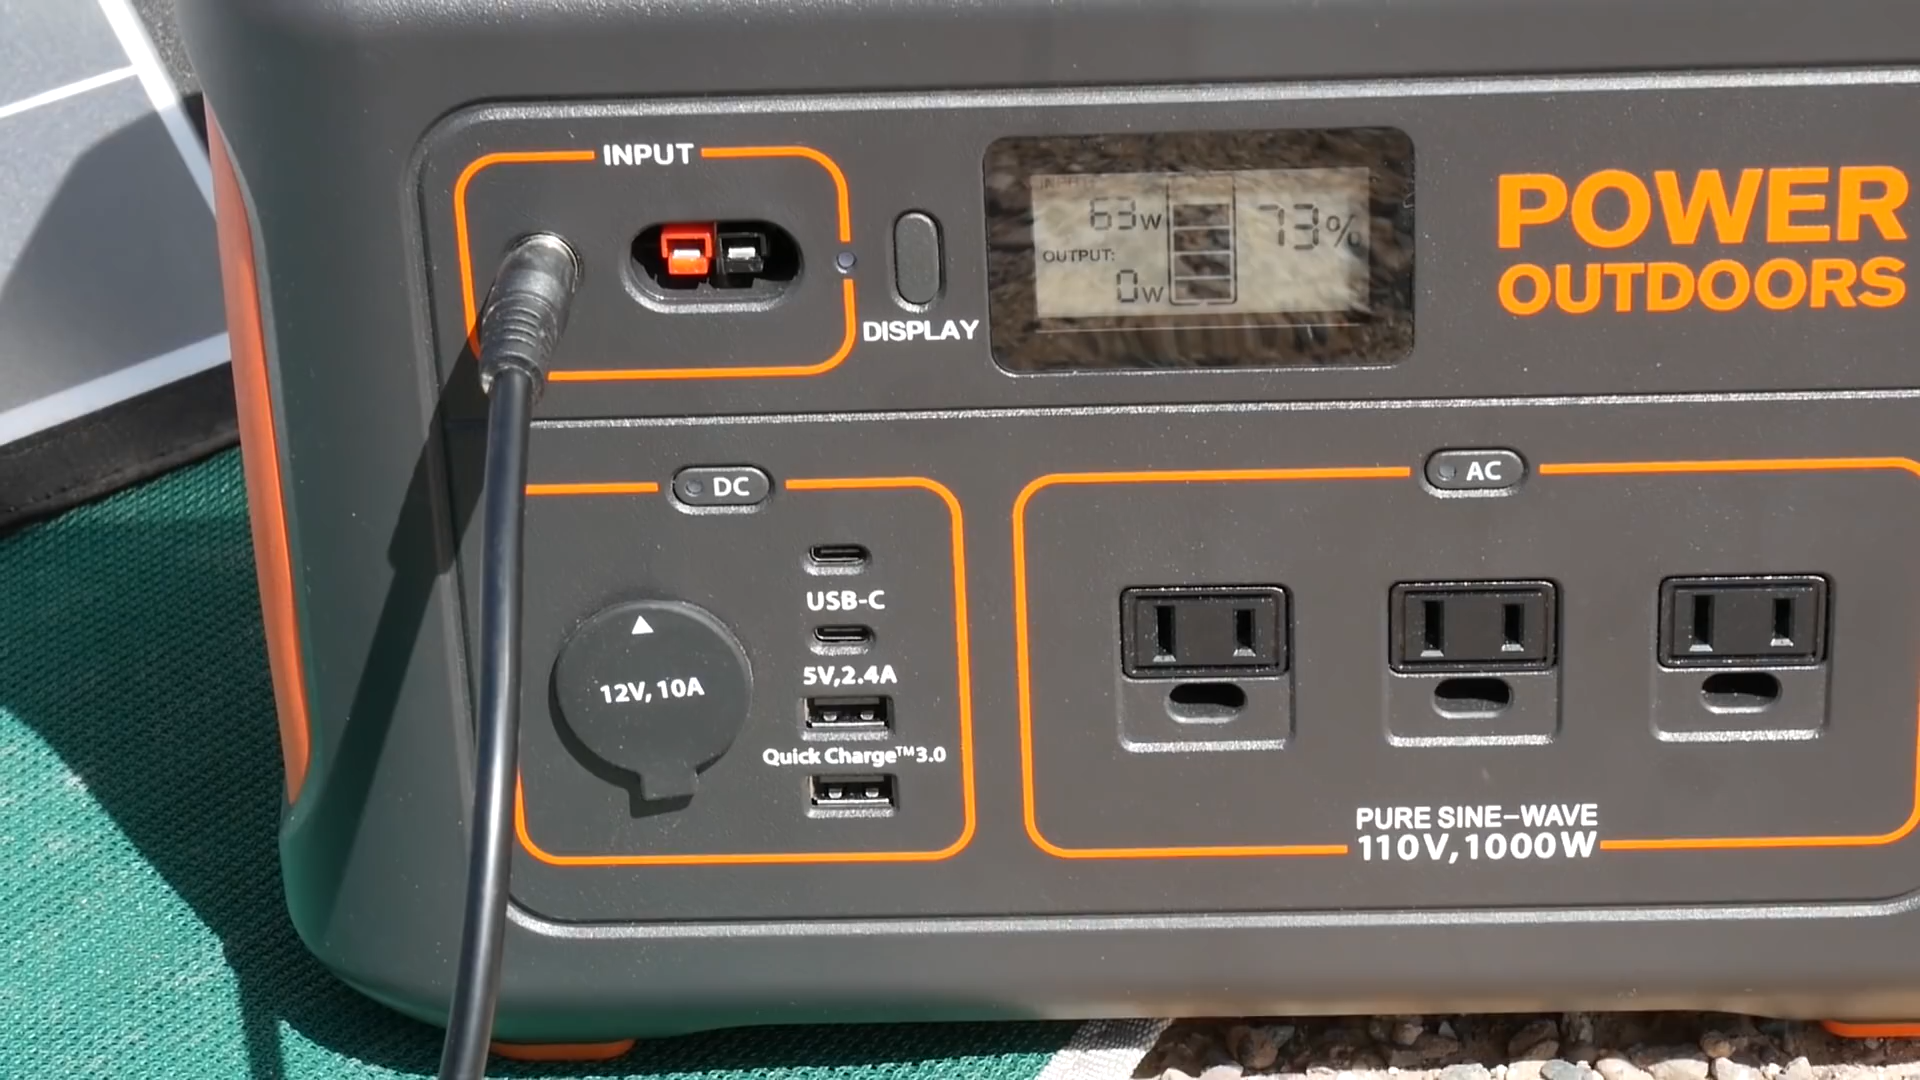 INPUT
INPUT:
63W
73%
OUTPUT:
0W
DISPLAY
POWER
OUTDOORS
DC
USB-C
5V,2.4A
12V, 10A
Quick Charge™3.0
AC
PURE SINE-WAVE
110V,1000W